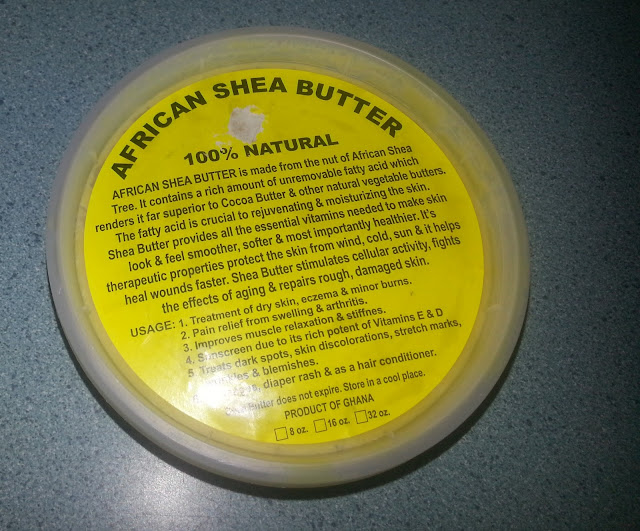 AFRICAN SHEA BUTTER
100% NATURAL
AFRICAN SHEA BUTTER is made from the nut of African Shea
Tree. It contains a rich amount of unremovable fatty acid which
renders it far superior to Cocoa Butter & other natural vegetable butters.
The fatty acid is crucial to rejuvenating & moisturizing the skin.
Shea Butter provides all the essential vitamins needed to make skin
look & feel smoother, softer & most importantly healthier. It's
therapeutic properties protect the skin from wind, cold, sun & it helps
heal wounds faster. Shea Butter stimulates cellular activity, fights
the effects of aging & repairs rough, damaged skin.
USAGE: 1. Treatment of dry skin, eczema & minor burns.
2. Pain relief from swelling & arthritis.
3. Improves muscle relaxation & stiffnes.
4. Sunscreen due to its rich potent of Vitamins E & D
5. Treats dark spots, skin discolorations, stretch marks,
& blemishes.
diaper rash & as a hair conditioner.
Butter does not expire. Store in a cool place.
PRODUCT OF GHANA
8 oz. 16 oz. 32 oz.